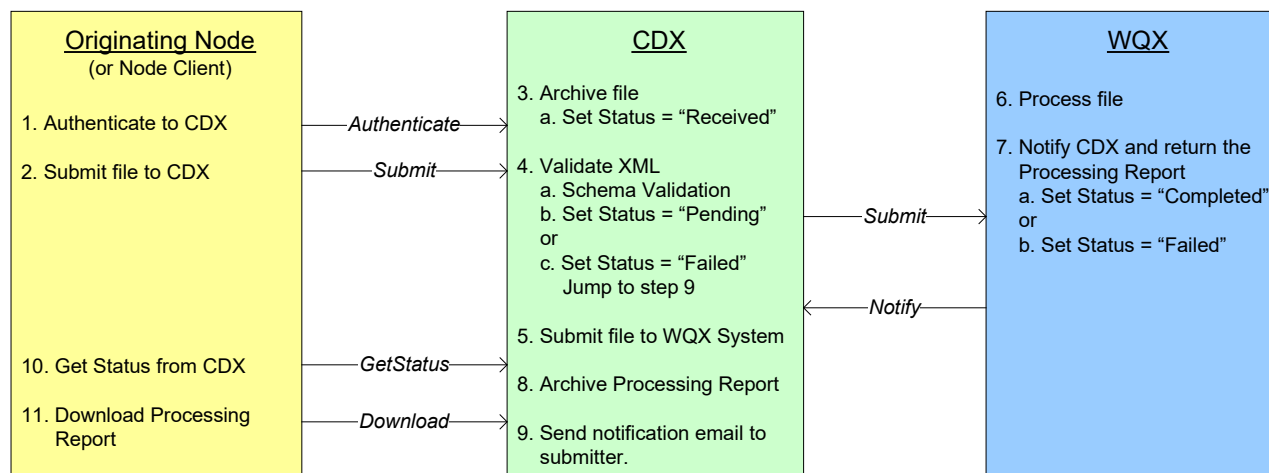 Originating Node
(or Node Client)
1. Authenticate to CDX
2. Submit file to CDX
10. Get Status from CDX
11. Download Processing
Report
Authenticate
Submit
GetStatus
Download
CDX
3. Archive file
a. Set Status = “Received”
4. Validate XML
a. Schema Validation
b. Set Status = “Pending”
or
c. Set Status = “Failed”
Jump to step 9
5. Submit file to WQX System
8. Archive Processing Report
9. Send notification email to
submitter.
Submit
Notify
WQX
6. Process file
7. Notify CDX and return the
Processing Report
a. Set Status = “Completed”
or
b. Set Status = “Failed”